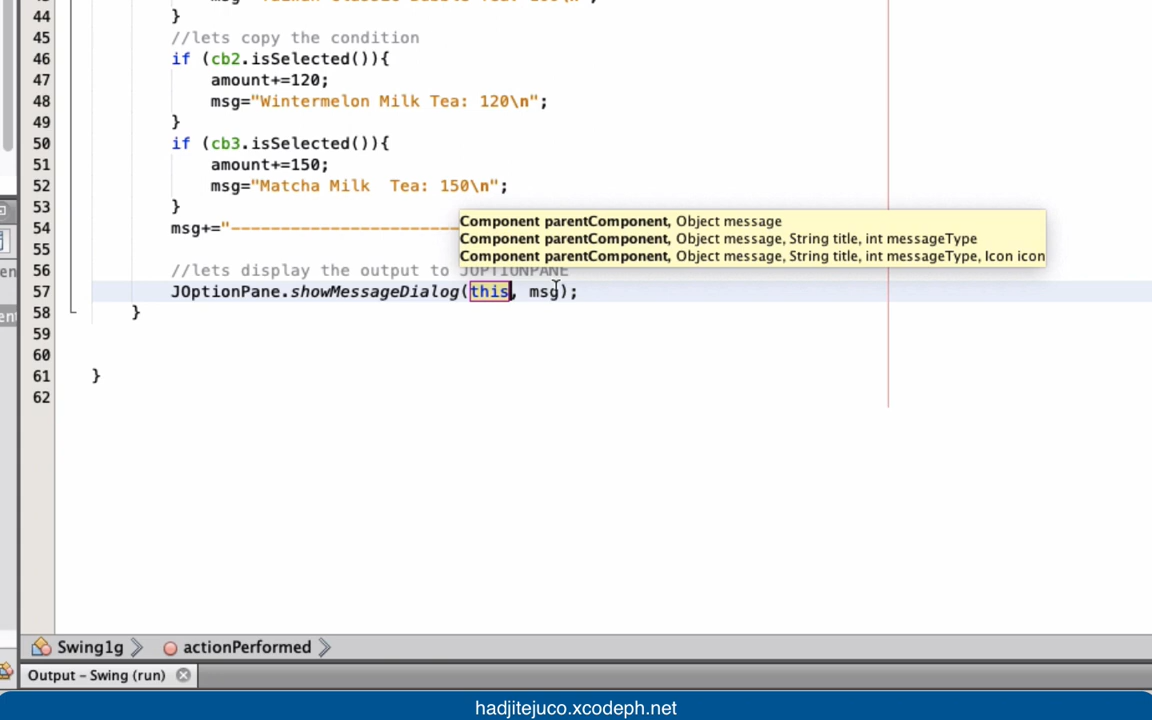 44 }
45 //lets copy the condition
46 if (cb2.isSelected()){
47 amount+=120;
48 msg="Wintermelon Milk Tea: 120\n";
49 }
50 if (cb3.isSelected()){
51 amount+=150;
52 msg="Matcha Milk  Tea: 150\n";
53 }
54 msg+="-----------------------
Component parentComponent, Object message
Component parentComponent, Object message, String title, int messageType
Component parentComponent, Object message, String title, int messageType, Icon icon
55
56 //lets display the output to JOPTIONPANE
57 JOptionPane.showMessageDialog(this, msg);
58 }
59
60
61 }
62
Swing1g actionPerformed
Output – Swing (run)
hadjitejuco.xcodeph.net